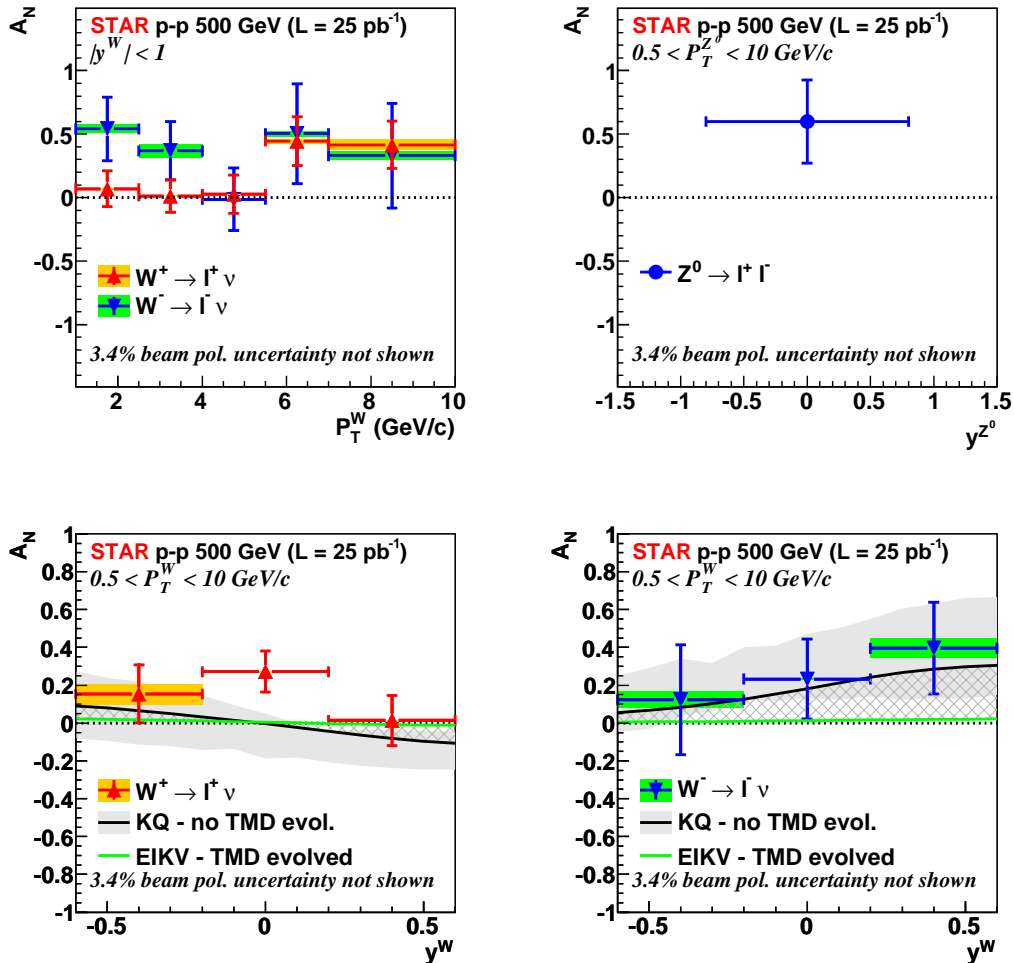 A_N
STAR p-p 500 GeV (L = 25 pb⁻¹)
|y^W| < 1
1
0.5
0
-0.5
-1
W⁺ → l⁺ ν
W⁻ → l⁻ ν
3.4% beam pol. uncertainty not shown
2 4 6 8 10
P_T^W (GeV/c)
A_N
STAR p-p 500 GeV (L = 25 pb⁻¹)
0.5 < P_T^{Z⁰} < 10 GeV/c
1
0.5
0
-0.5
-1
Z⁰ → l⁺ l⁻
3.4% beam pol. uncertainty not shown
-1.5 -1 -0.5 0 0.5 1 1.5
y^{Z⁰}
A_N
1
STAR p-p 500 GeV (L = 25 pb⁻¹)
0.5 < P_T^W < 10 GeV/c
0.8
0.6
0.4
0.2
0
-0.2
-0.4
-0.6
-0.8
-1
W⁺ → l⁺ ν
KQ - no TMD evol.
EIKV - TMD evolved
3.4% beam pol. uncertainty not shown
-0.5 0 0.5
y^W
A_N
1
STAR p-p 500 GeV (L = 25 pb⁻¹)
0.5 < P_T^W < 10 GeV/c
0.8
0.6
0.4
0.2
0
-0.2
-0.4
-0.6
-0.8
-1
W⁻ → l⁻ ν
KQ - no TMD evol.
EIKV - TMD evolved
3.4% beam pol. uncertainty not shown
-0.5 0 0.5
y^W